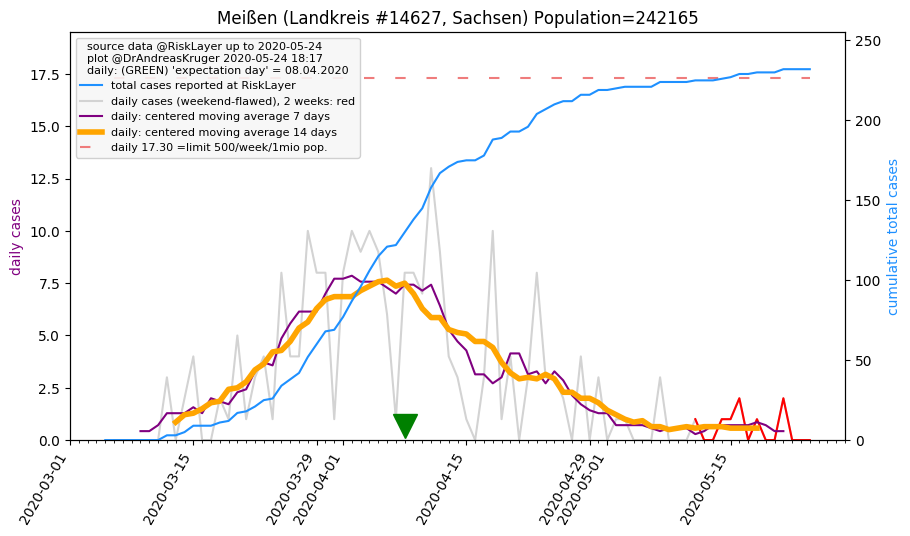 Meißen (Landkreis #14627, Sachsen) Population=242165
source data @RiskLayer up to 2020-05-24
plot @DrAndreasKruger 2020-05-24 18:17
daily: (GREEN) 'expectation day' = 08.04.2020
total cases reported at RiskLayer
daily cases (weekend-flawed), 2 weeks: red
daily: centered moving average 7 days
daily: centered moving average 14 days
daily 17.30 =limit 500/week/1mio pop.
daily cases
17.5
15.0
12.5
10.0
7.5
5.0
2.5
0.0
250
200
150
100
50
0
cumulative total cases
2020-03-01
2020-03-15
2020-03-29
2020-04-01
2020-04-15
2020-04-29
2020-05-01
2020-05-15